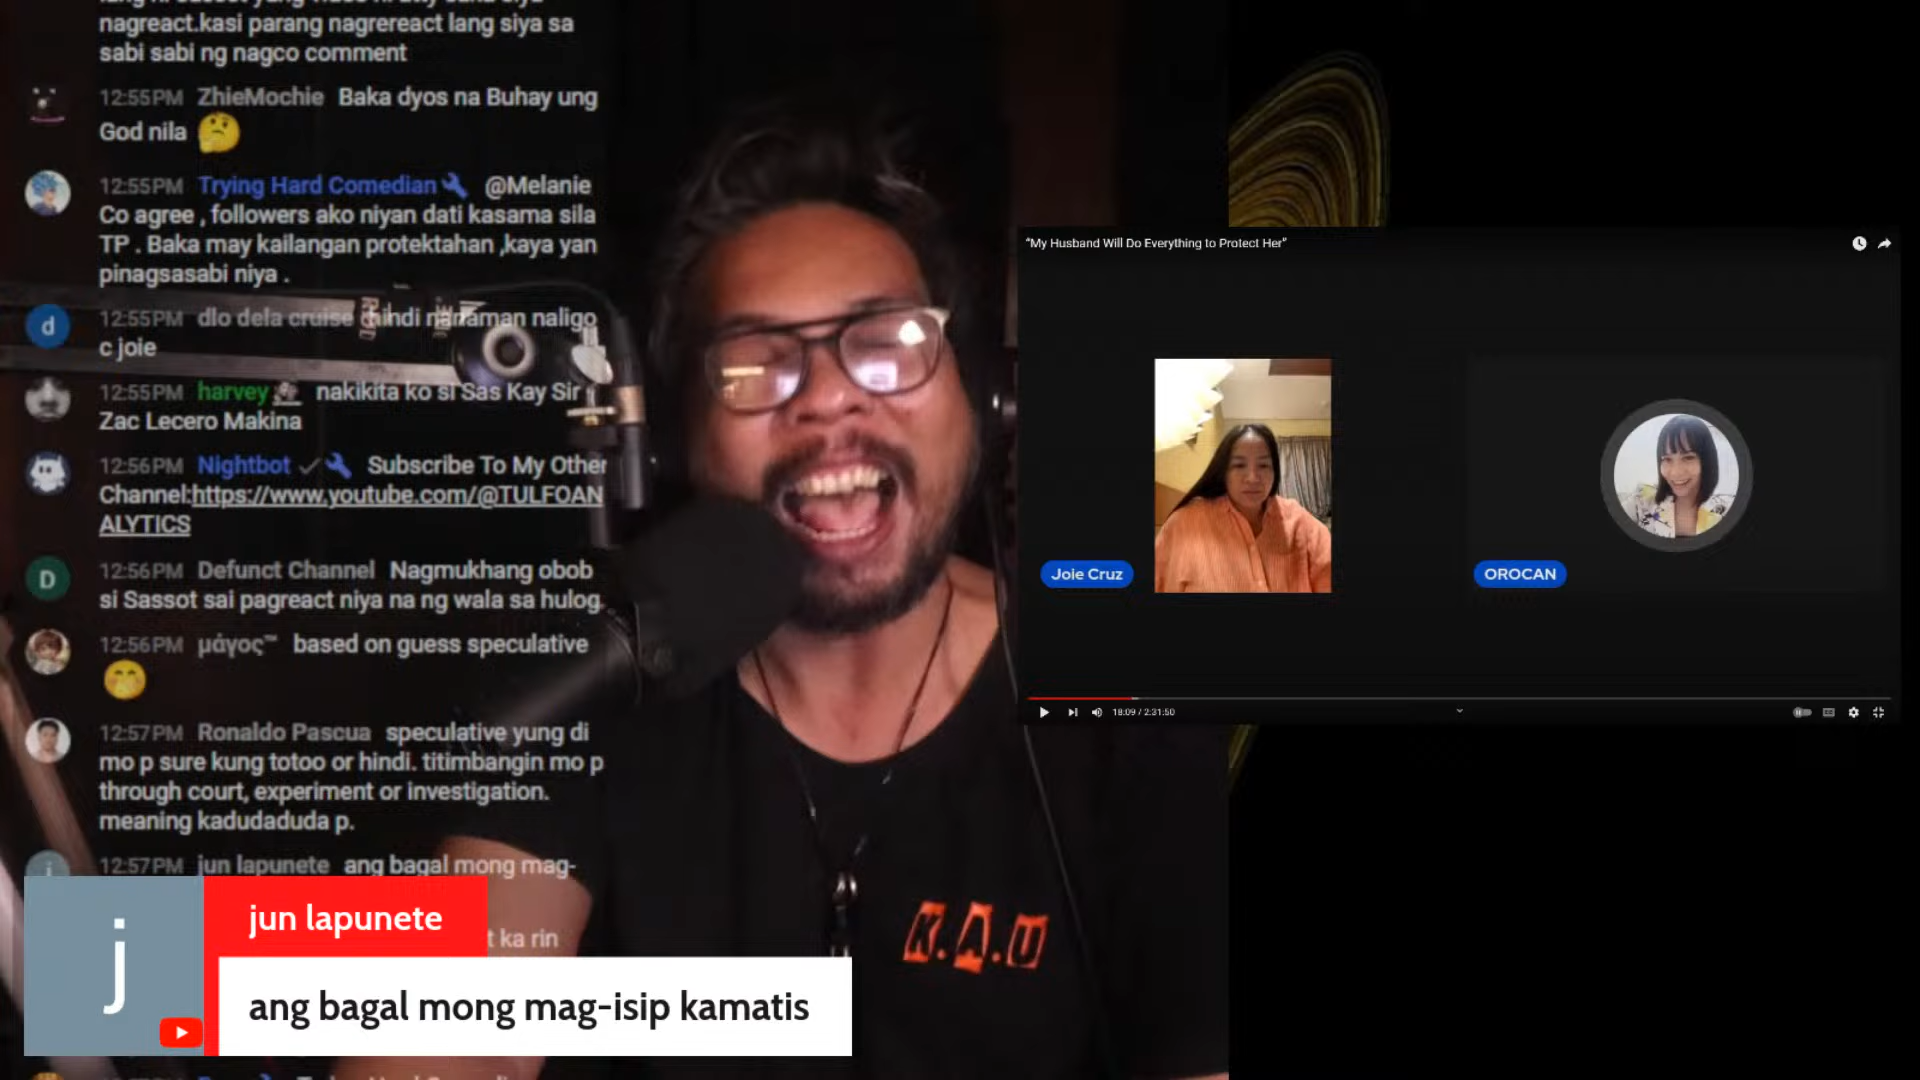 nagreact.kasi parang nagrereact lang siya sa
sabi sabi ng nagco comment
12:55PM ZhieMochie Baka dyos na Buhay ung
God nila
12:55PM Trying Hard Comedian @Melanie
Co agree , followers ako niyan dati kasama sila
TP . Baka may kailangan protektahan ,kaya yan
pinagsasabi niya .
d
12:55PM dlo dela cruise hindi nanaman naligo
c joie
12:55PM harvey nakikita ko si Sas Kay Sir
Zac Lecero Makina
12:56PM Nightbot Subscribe To My Other
Channel:https://www.youtube.com/@TULFOAN
ALYTICS
D
12:56PM Defunct Channel Nagmukhang obob
si Sassot sai pagreact niya na ng wala sa hulog
12:56PM μάγος™ based on guess speculative
12:57PM Ronaldo Pascua speculative yung di
mo p sure kung totoo or hindi. titimbangin mo p
through court, experiment or investigation.
meaning kadudaduda p.
12:57PM jun lapunete ang bagal mong mag-
t ka rin
j
jun lapunete
ang bagal mong mag-isip kamatis
K.A.U
“My Husband Will Do Everything to Protect Her”
Joie Cruz
OROCAN
18:09 / 2:31:50